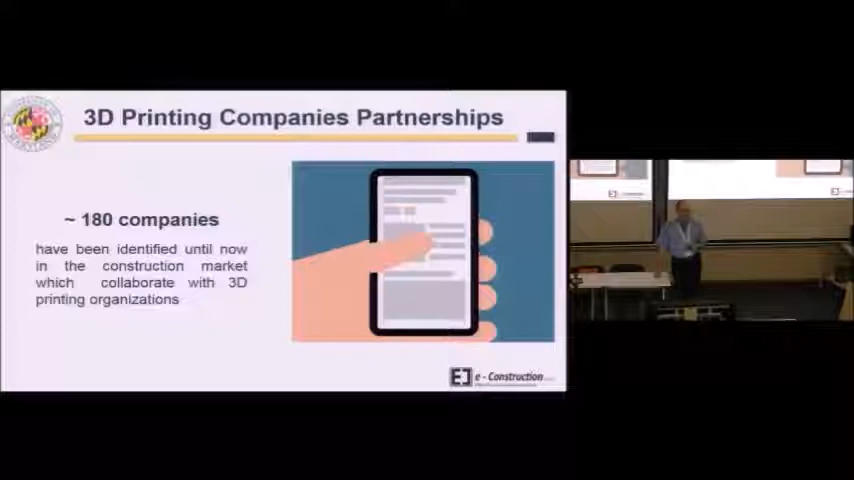 3D Printing Companies Partnerships
~ 180 companies
have been identified until now
in the construction market
which collaborate with 3D
printing organizations
e - Construction